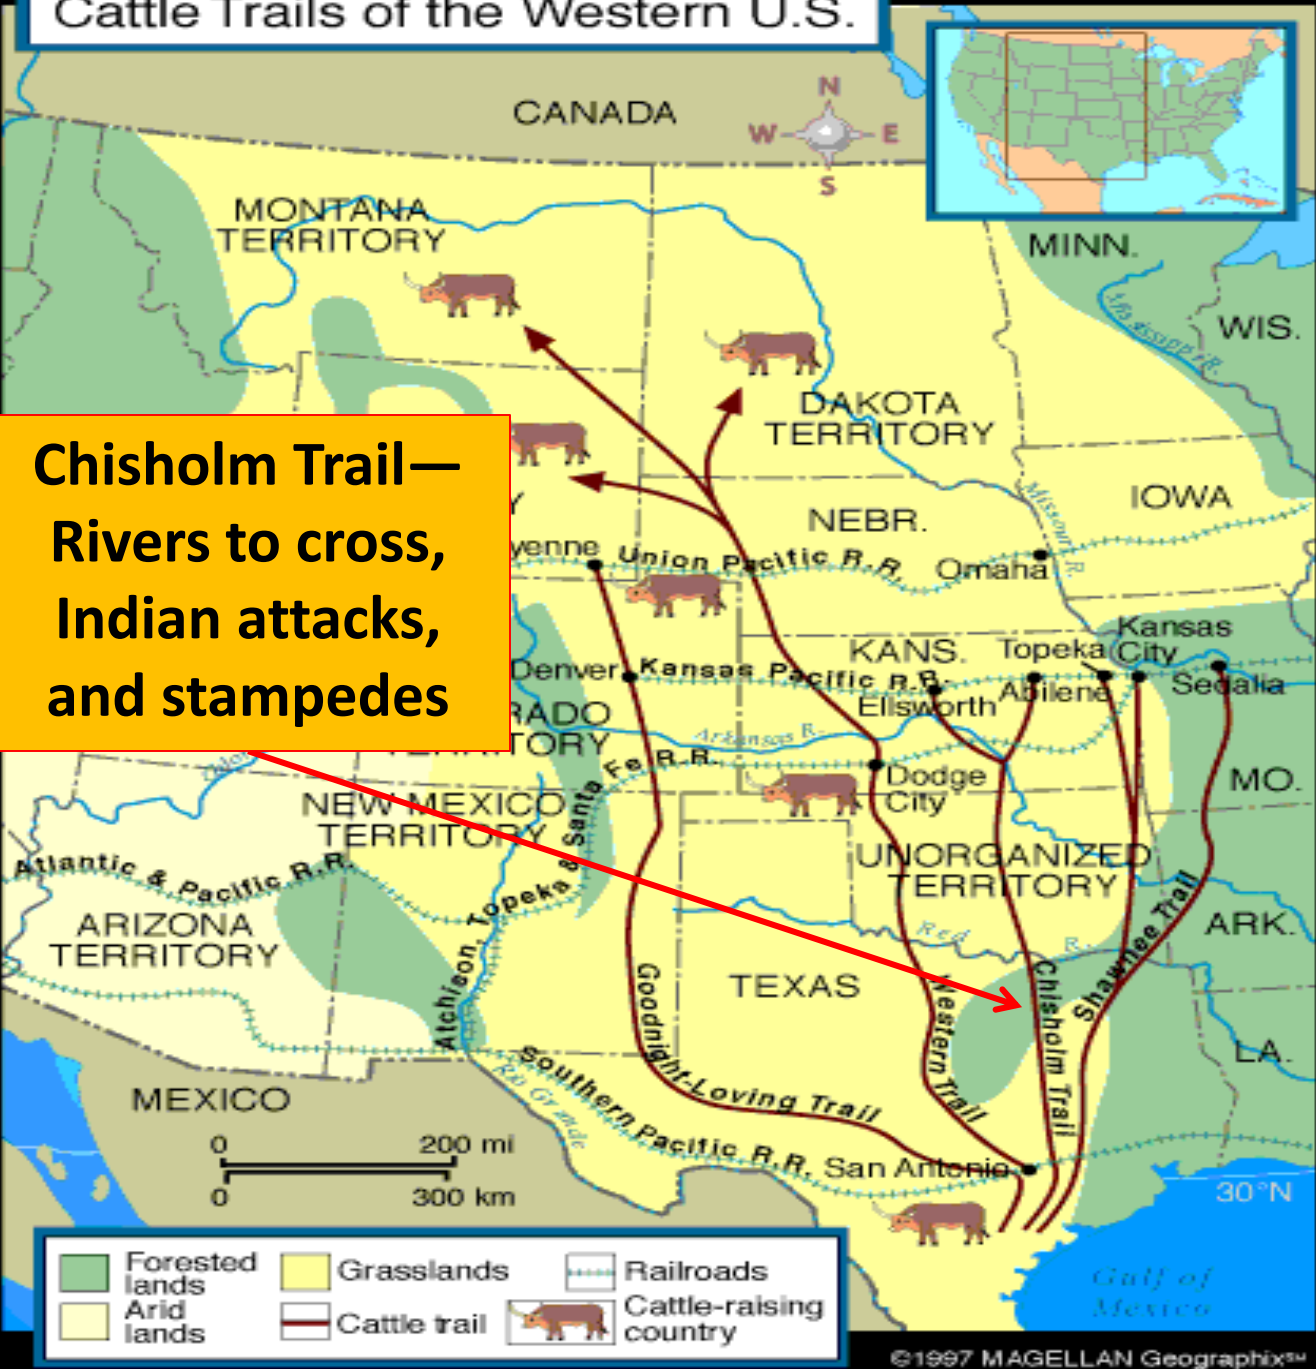 Cattle Trails of the Western U.S.
CANADA
N
W
E
S
MONTANA
TERRITORY
MINN.
Mississippi R.
WIS.
DAKOTA
TERRITORY
Chisholm Trail—
Rivers to cross,
Indian attacks,
and stampedes
Y
yenne
Union Pacific R.R.
NEBR.
Missouri R.
IOWA
Omaha
Denver
Kansas Pacific R.R.
KANS.
Topeka
Kansas
City
Sedalia
Abilene
Ellsworth
RADO
TERRITORY
Arkansas R.
Dodge
City
MO.
NEW MEXICO
TERRITORY
Atchison, Topeka & Santa Fe R.R.
UNORGANIZED
TERRITORY
Atlantic & Pacific R.R.
ARIZONA
TERRITORY
Red R.
ARK.
TEXAS
Goodnight-Loving Trail
Western Trail
Chisholm Trail
Shawnee Trail
LA.
MEXICO
Rio Grande
Southern Pacific R.R.
San Antonio
0 200 mi
0 300 km
30°N
Gulf of
Mexico
Forested
lands
Grasslands
Railroads
Arid
lands
Cattle trail
Cattle-raising
country
©1997 MAGELLAN Geographix℠